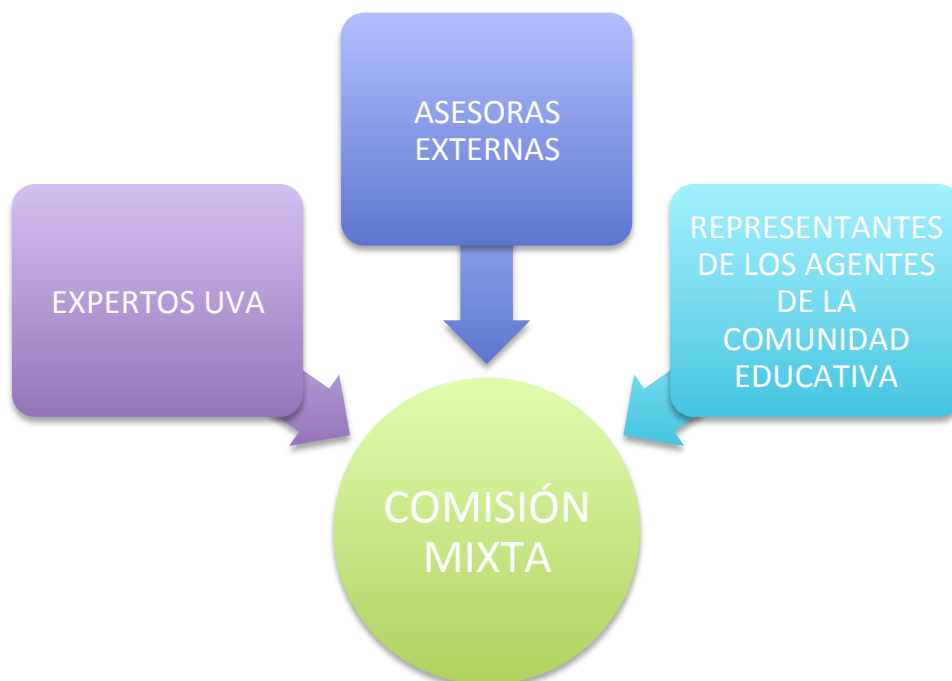 ASESORAS
EXTERNAS
EXPERTOS UVA
REPRESENTANTES
DE LOS AGENTES
DE LA
COMUNIDAD
EDUCATIVA
COMISIÓN
MIXTA